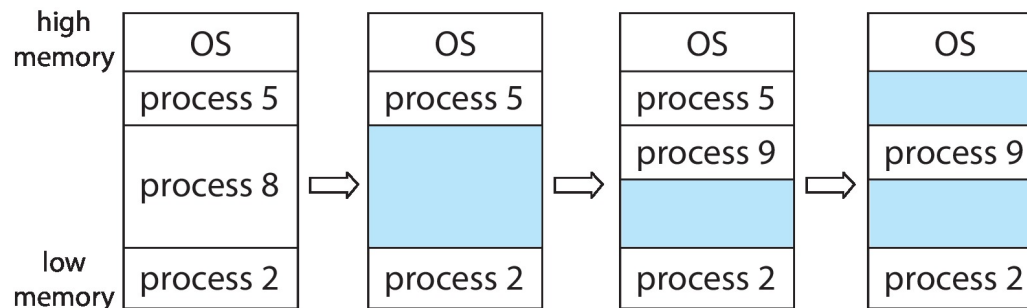 high
memory
OS
process 5
process 8
process 2
low
memory
OS
process 5
process 2
OS
process 5
process 9
process 2
OS
process 9
process 2